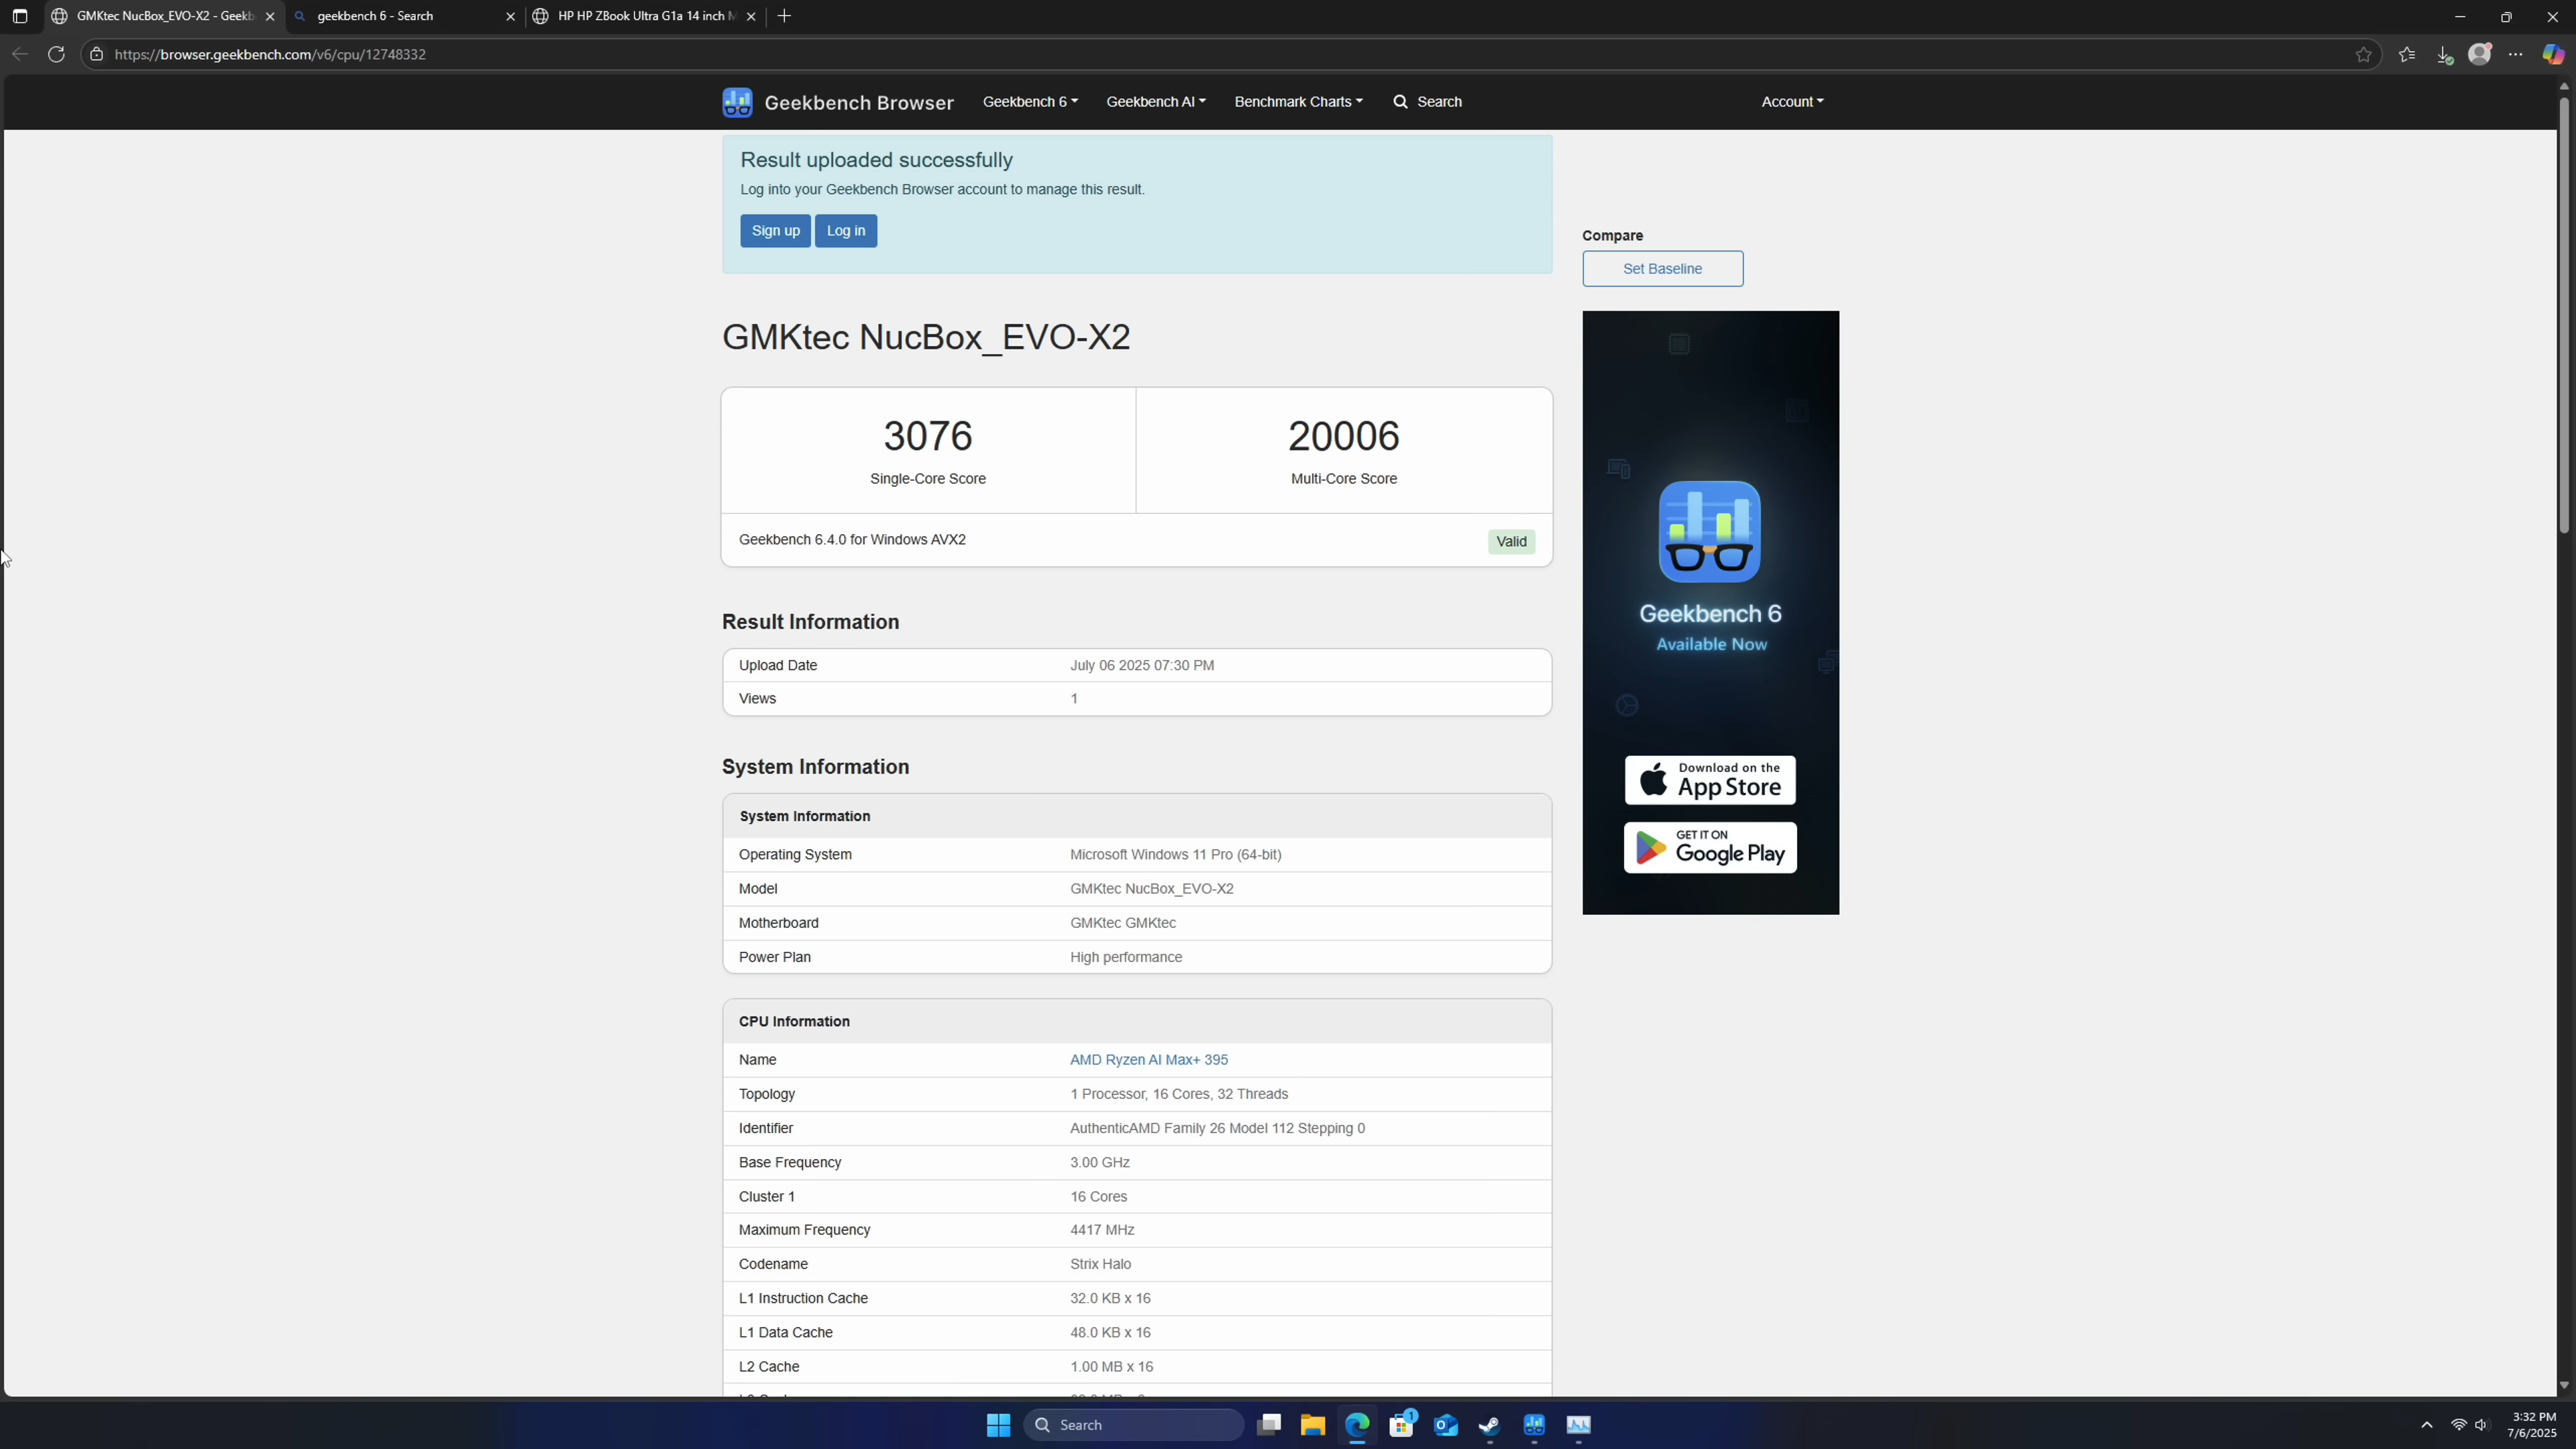 GMKtec NucBox_EVO-X2 - Geekb
geekbench 6 - Search
HP HP ZBook Ultra G1a 14 inch M
https://browser.geekbench.com/v6/cpu/12748332
Geekbench Browser
Geekbench 6
Geekbench AI
Benchmark Charts
Search
Account
Result uploaded successfully
Log into your Geekbench Browser account to manage this result.
Sign up
Log in
Compare
Set Baseline
GMKtec NucBox_EVO-X2
3076
Single-Core Score
20006
Multi-Core Score
Geekbench 6.4.0 for Windows AVX2
Valid
Geekbench 6
Available Now
Download on the
App Store
GET IT ON
Google Play
Result Information
Upload Date July 06 2025 07:30 PM
Views 1
System Information
System Information
Operating System Microsoft Windows 11 Pro (64-bit)
Model GMKtec NucBox_EVO-X2
Motherboard GMKtec GMKtec
Power Plan High performance
CPU Information
Name AMD Ryzen AI Max+ 395
Topology 1 Processor, 16 Cores, 32 Threads
Identifier AuthenticAMD Family 26 Model 112 Stepping 0
Base Frequency 3.00 GHz
Cluster 1 16 Cores
Maximum Frequency 4417 MHz
Codename Strix Halo
L1 Instruction Cache 32.0 KB x 16
L1 Data Cache 48.0 KB x 16
L2 Cache 1.00 MB x 16
Search
1
3:32 PM
7/6/2025